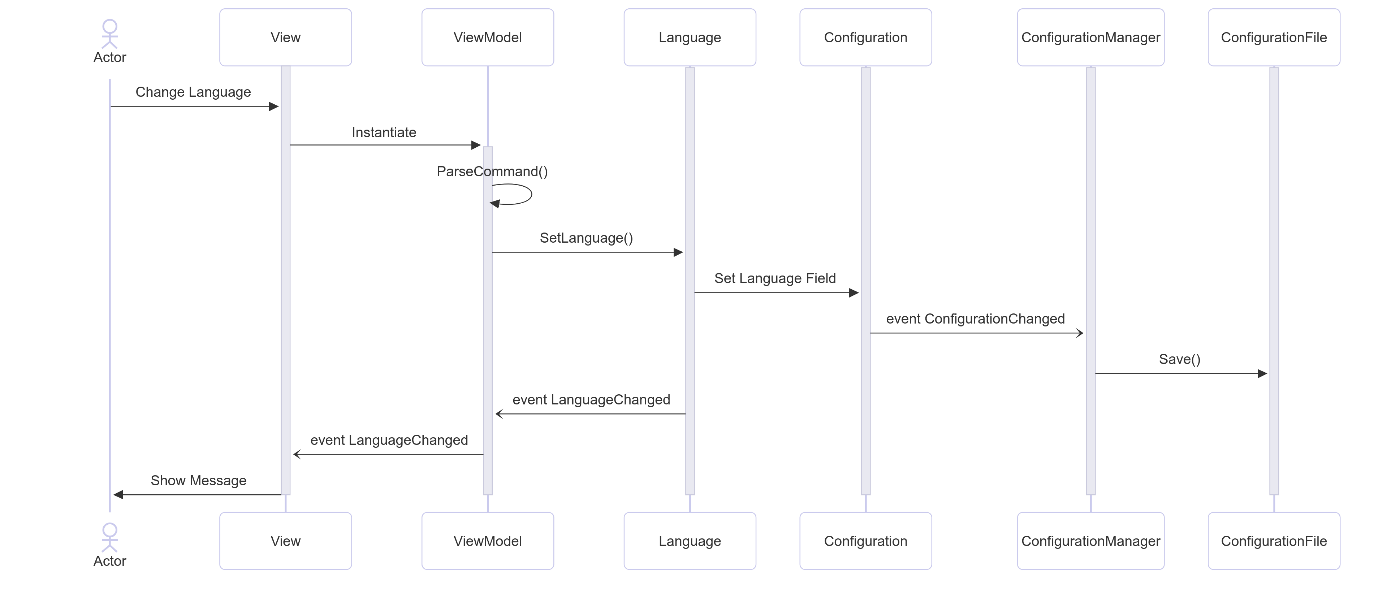 Actor
View
ViewModel
Language
Configuration
ConfigurationManager
ConfigurationFile
Change Language
Instantiate
ParseCommand()
SetLanguage()
Set Language Field
event ConfigurationChanged
Save()
event LanguageChanged
event LanguageChanged
Show Message
Actor
View
ViewModel
Language
Configuration
ConfigurationManager
ConfigurationFile